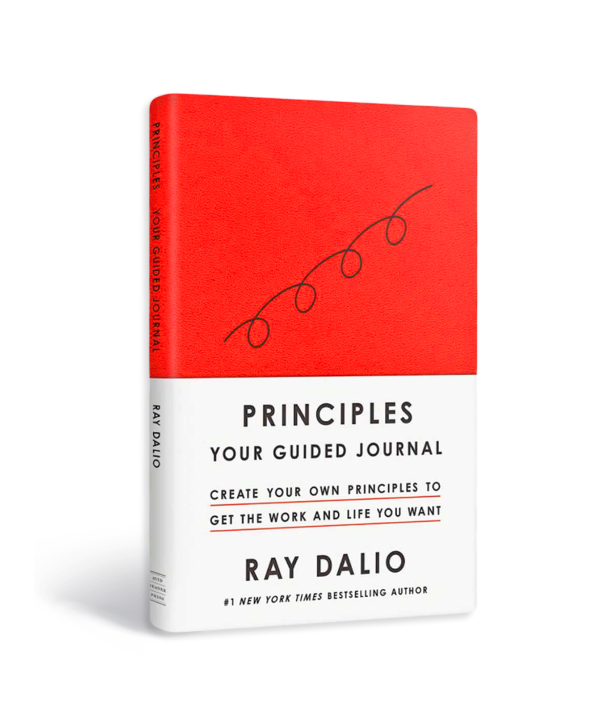 PRINCIPLES YOUR GUIDED JOURNAL
RAY DALIO
PRINCIPLES
YOUR GUIDED JOURNAL
CREATE YOUR OWN PRINCIPLES TO
GET THE WORK AND LIFE YOU WANT
RAY DALIO
#1 NEW YORK TIMES BESTSELLING AUTHOR